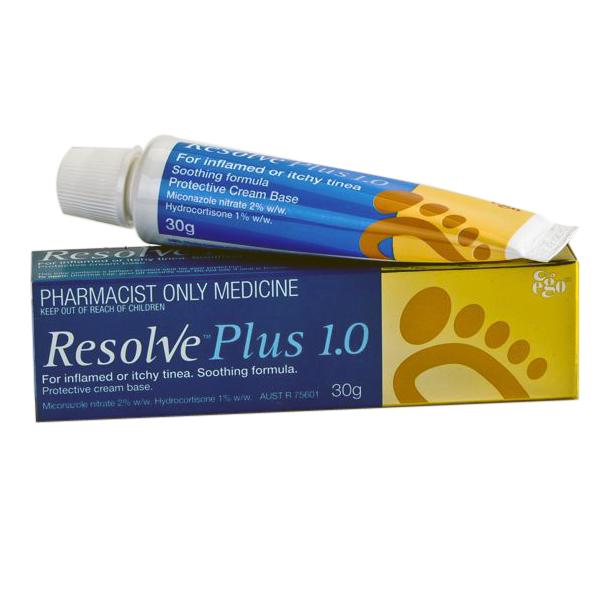 Resolve Plus 1.0
For inflamed or itchy tinea
Soothing formula
Protective Cream Base
Miconazole nitrate 2% w/w.
Hydrocortisone 1% w/w.
30g
ego
PHARMACIST ONLY MEDICINE
KEEP OUT OF REACH OF CHILDREN
Resolve™ Plus 1.0
For inflamed or itchy tinea. Soothing formula.
Protective cream base.
Miconazole nitrate 2% w/w. Hydrocortisone 1% w/w. AUST R 75601 30g
ego